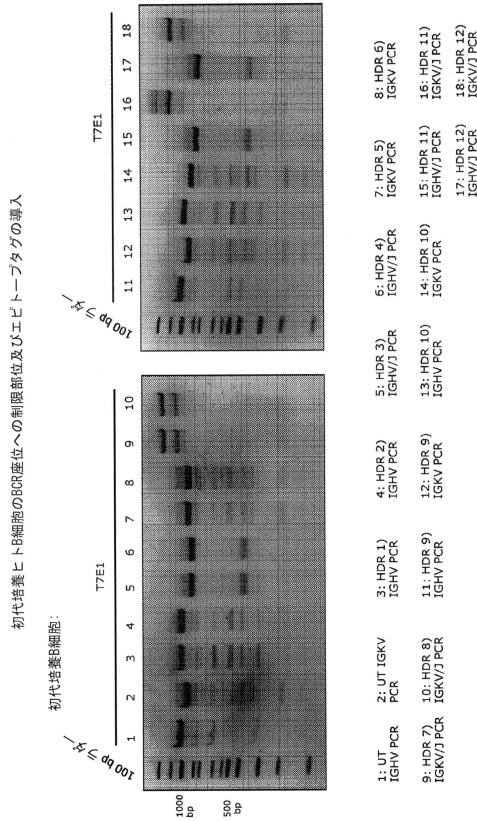 初代培養ヒトB細胞のBCR座位への制限部位及びエピトープタグの導入
初代培養B細胞:
T7E1
100 bp ラダー
1 2 3 4 5 6 7 8 9 10
1000 bp
500 bp
T7E1
100 bp ラダー
11 12 13 14 15 16 17 18
1: UT IGHV PCR
2: UT IGKV PCR
3: HDR 1) IGHV PCR
4: HDR 2) IGHV PCR
5: HDR 3) IGHV/J PCR
6: HDR 4) IGHV/J PCR
7: HDR 5) IGKV PCR
8: HDR 6) IGKV PCR
9: HDR 7) IGKV/J PCR
10: HDR 8) IGKV/J PCR
11: HDR 9) IGHV PCR
12: HDR 9) IGKV PCR
13: HDR 10) IGHV PCR
14: HDR 10) IGKV PCR
15: HDR 11) IGHV/J PCR
16: HDR 11) IGKV/J PCR
17: HDR 12) IGHV/J PCR
18: HDR 12) IGKV/J PCR